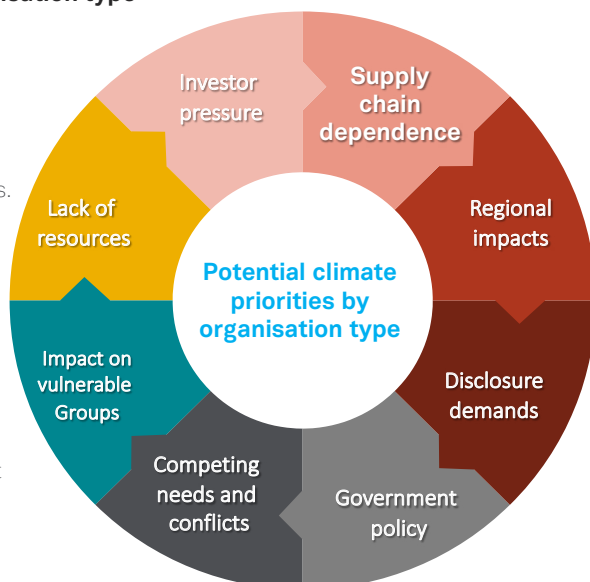 Investor
pressure
Supply
chain
dependence
Regional
impacts
Disclosure
demands
Government
policy
Competing
needs and
conflicts
Impact on
vulnerable
Groups
Lack of
resources
Potential climate
priorities by
organisation type